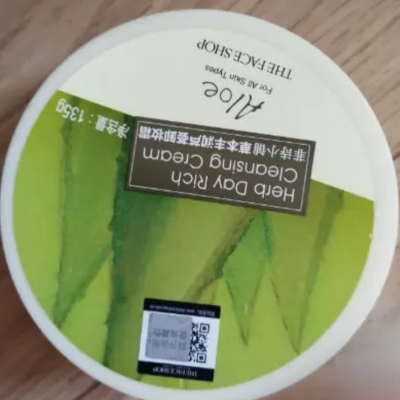 THE FACE SHOP
For All Skin Types
Aloe
Herb Day Rich
Cleansing Cream
菲诗小铺草本丰润芦荟卸妆霜
净含量:135g
THE FACE SHOP